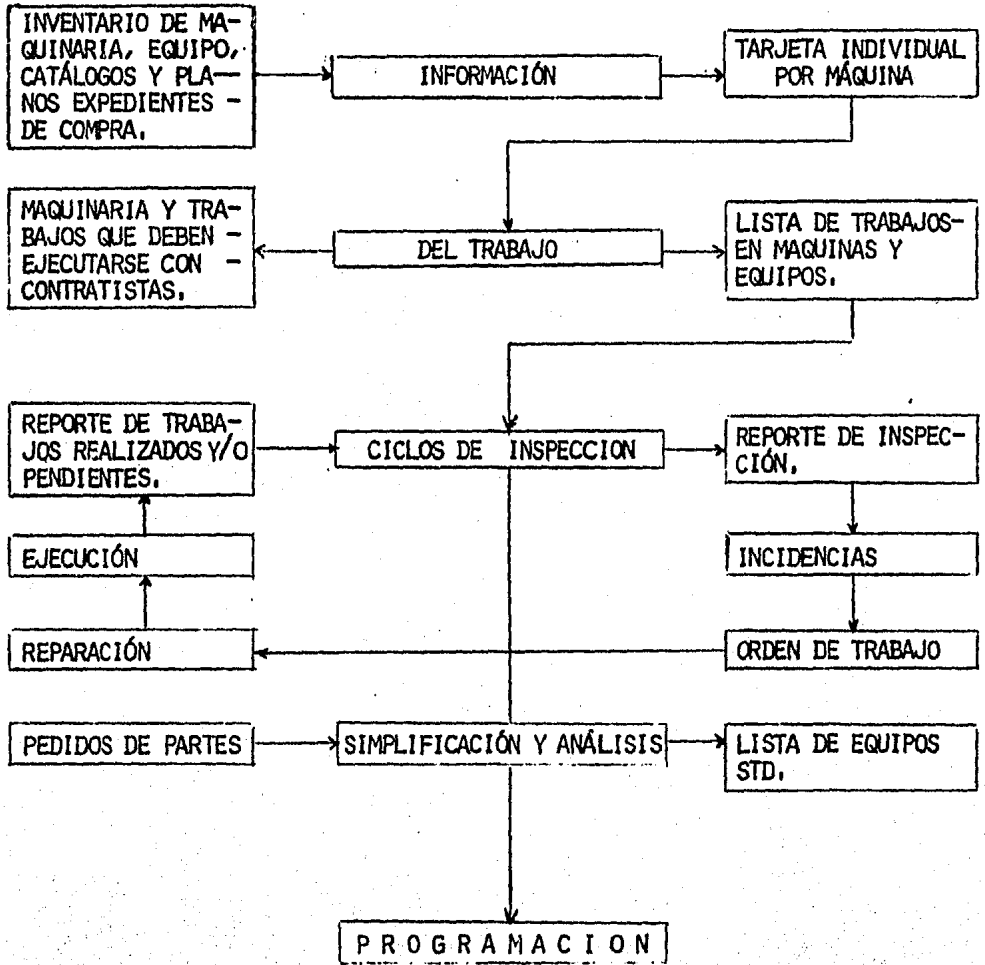 INVENTARIO DE MA-
QUINARIA, EQUIPO,
CATÁLOGOS Y PLA-
NOS EXPEDIENTES -
DE COMPRA.
INFORMACIÓN
TARJETA INDIVIDUAL
POR MÁQUINA
MAQUINARIA Y TRA-
BAJOS QUE DEBEN -
EJECUTARSE CON -
CONTRATISTAS.
DEL TRABAJO
LISTA DE TRABAJOS-
EN MAQUINAS Y
EQUIPOS.
REPORTE DE TRABA-
JOS REALIZADOS Y/O
PENDIENTES.
CICLOS DE INSPECCION
REPORTE DE INSPEC-
CIÓN.
EJECUCIÓN
INCIDENCIAS
REPARACIÓN
ORDEN DE TRABAJO
PEDIDOS DE PARTES
SIMPLIFICACIÓN Y ANÁLISIS
LISTA DE EQUIPOS
STD.
P R O G R A M A C I O N